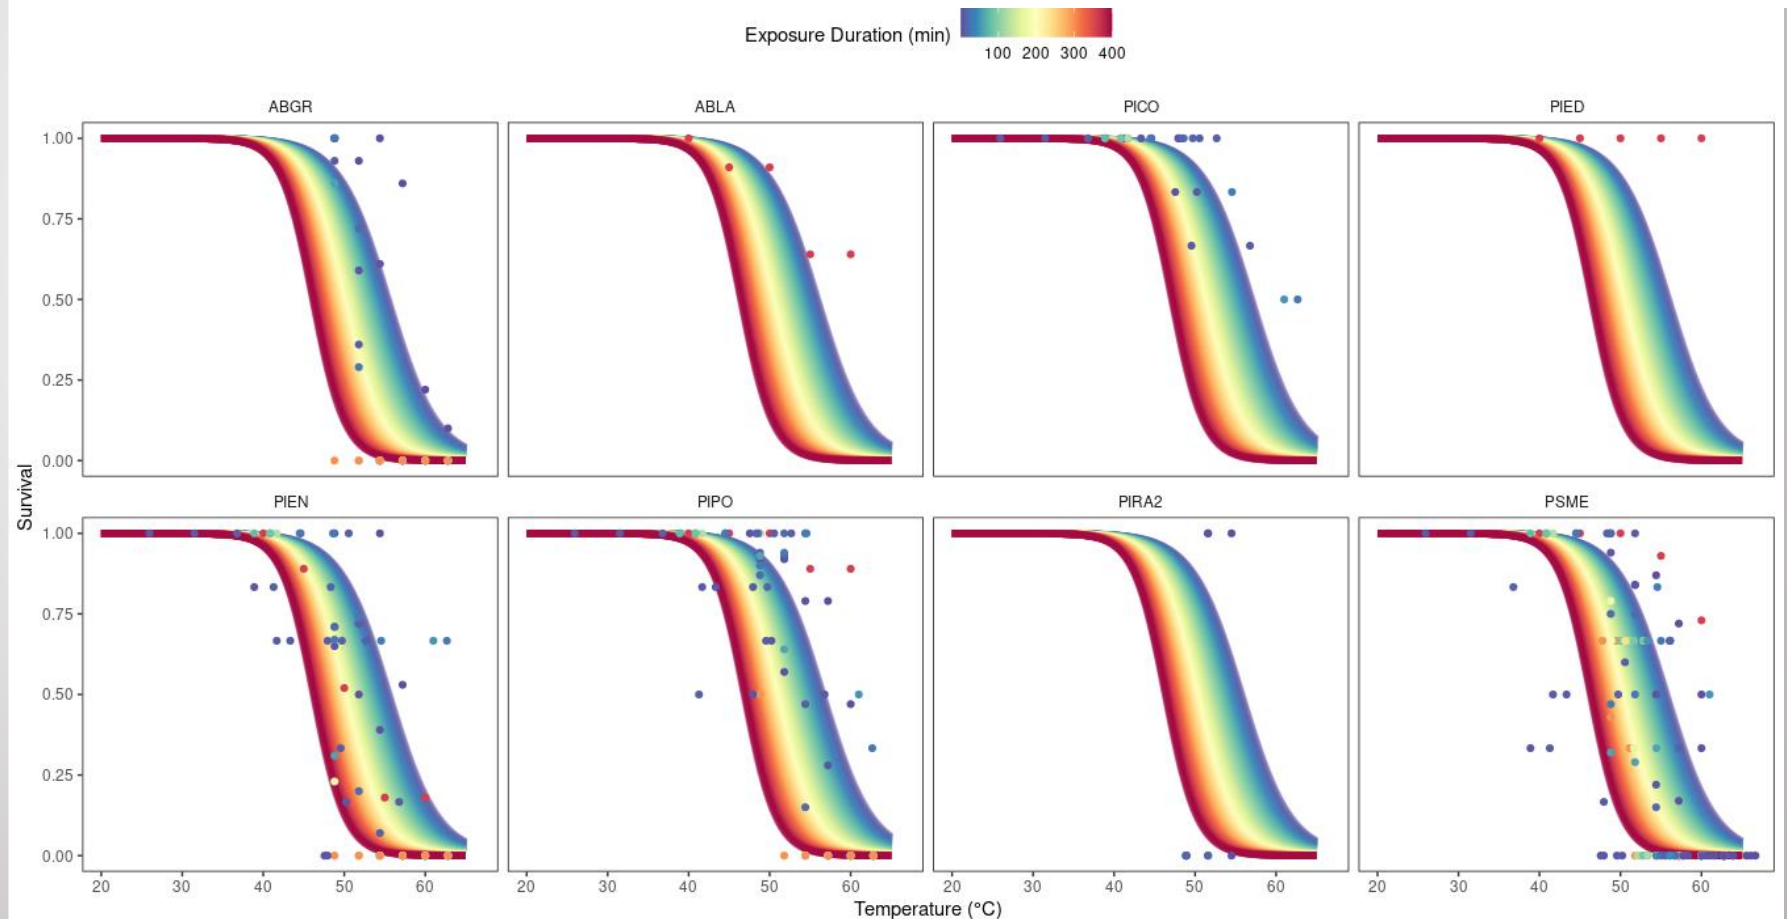 Exposure Duration (min)
100 200 300 400
ABGR ABLA PICO PIED
1.00
0.75
0.50
0.25
0.00
PIEN PIPO PIRA2 PSME
1.00
0.75
0.50
0.25
0.00
Survival
20 30 40 50 60 20 30 40 50 60 20 30 40 50 60 20 30 40 50 60
Temperature (°C)